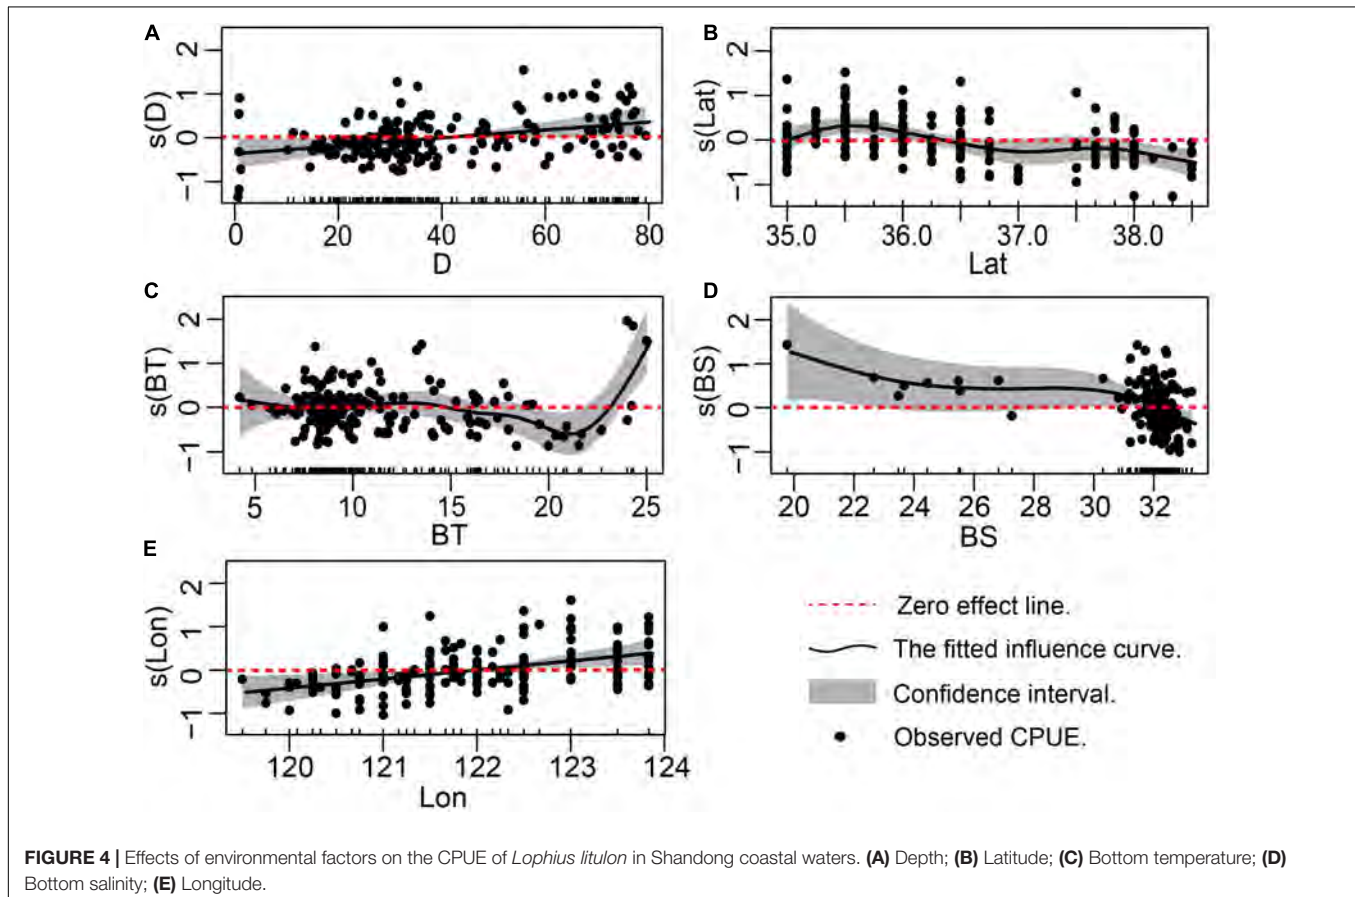 A
s(D)
2
1
0
−1
0 20 40 60 80
D
B
s(Lat)
2
1
0
−1
35.0 36.0 37.0 38.0
Lat
C
s(BT)
2
1
0
−1
5 10 15 20 25
BT
D
s(BS)
2
1
0
−1
20 22 24 26 28 30 32
BS
E
s(Lon)
2
1
0
−1
120 121 122 123 124
Lon
Zero effect line.
The fitted influence curve.
Confidence interval.
Observed CPUE.
FIGURE 4 | Effects of environmental factors on the CPUE of Lophius litulon in Shandong coastal waters. (A) Depth; (B) Latitude; (C) Bottom temperature; (D)
Bottom salinity; (E) Longitude.